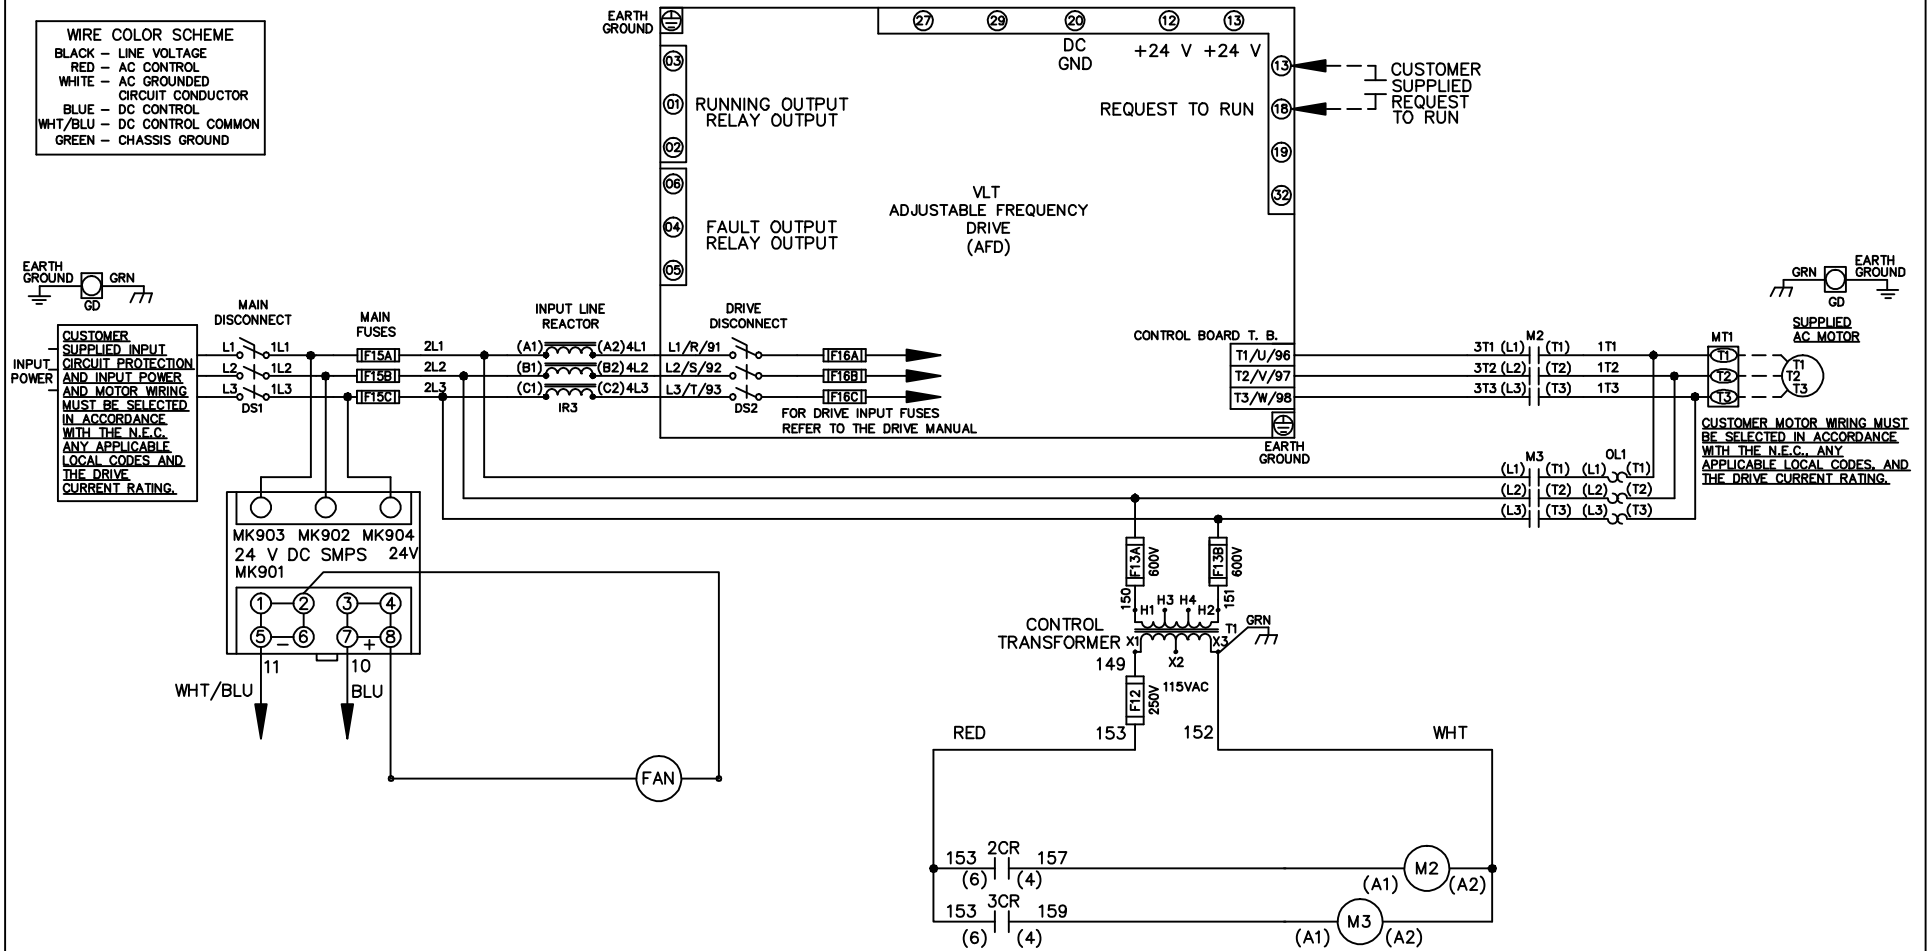 WIRE COLOR SCHEME
BLACK – LINE VOLTAGE
RED – AC CONTROL
WHITE – AC GROUNDED
CIRCUIT CONDUCTOR
BLUE – DC CONTROL
WHT/BLU – DC CONTROL COMMON
GREEN – CHASSIS GROUND
EARTH
GROUND
27 29 20 12 13
DC
GND
+24 V +24 V
03
01
02
RUNNING OUTPUT
RELAY OUTPUT
06
04
05
FAULT OUTPUT
RELAY OUTPUT
13
REQUEST TO RUN
18
19
32
CUSTOMER
SUPPLIED
REQUEST
TO RUN
VLT
ADJUSTABLE FREQUENCY
DRIVE
(AFD)
EARTH
GROUND
GRN
GD
INPUT
POWER
CUSTOMER
SUPPLIED INPUT
CIRCUIT PROTECTION
AND INPUT POWER
AND MOTOR WIRING
MUST BE SELECTED
IN ACCORDANCE
WITH THE N.E.C.
ANY APPLICABLE
LOCAL CODES AND
THE DRIVE
CURRENT RATING.
MAIN
DISCONNECT
L1 1L1
L2 1L2
L3 1L3
DS1
MAIN
FUSES
F15A
F15B
F15C
2L1
2L2
2L3
INPUT LINE
REACTOR
(A1) (A2) 4L1
(B1) (B2) 4L2
(C1) (C2) 4L3
IR3
L1/R/91
L2/S/92
L3/T/93
DRIVE
DISCONNECT
DS2
F16A
F16B
F16C
FOR DRIVE INPUT FUSES
REFER TO THE DRIVE MANUAL
CONTROL BOARD T. B.
T1/U/96
T2/V/97
T3/W/98
EARTH
GROUND
M2
3T1 (L1) (T1) 1T1
3T2 (L2) (T2) 1T2
3T3 (L3) (T3) 1T3
MT1
T1
T2
T3
T1
T2
T3
GRN
GD
EARTH
GROUND
SUPPLIED
AC MOTOR
CUSTOMER MOTOR WIRING MUST
BE SELECTED IN ACCORDANCE
WITH THE N.E.C., ANY
APPLICABLE LOCAL CODES, AND
THE DRIVE CURRENT RATING.
M3 OL1
(L1) (T1) (L1) (T1)
(L2) (T2) (L2) (T2)
(L3) (T3) (L3) (T3)
MK903 MK902 MK904
24 V DC SMPS 24V
MK901
1 2 3 4
5 – 6 7 + 8
11 10
WHT/BLU BLU
FAN
F13A 600V
F13B 600V
150 151
H1 H3 H4 H2
CONTROL
TRANSFORMER
T1
GRN
X1 X2 X3
149
115VAC
F12 250V
153 152
RED WHT
153 2CR 157
(6) (4)
M2
(A1) (A2)
153 3CR 159
(6) (4)
M3
(A1) (A2)